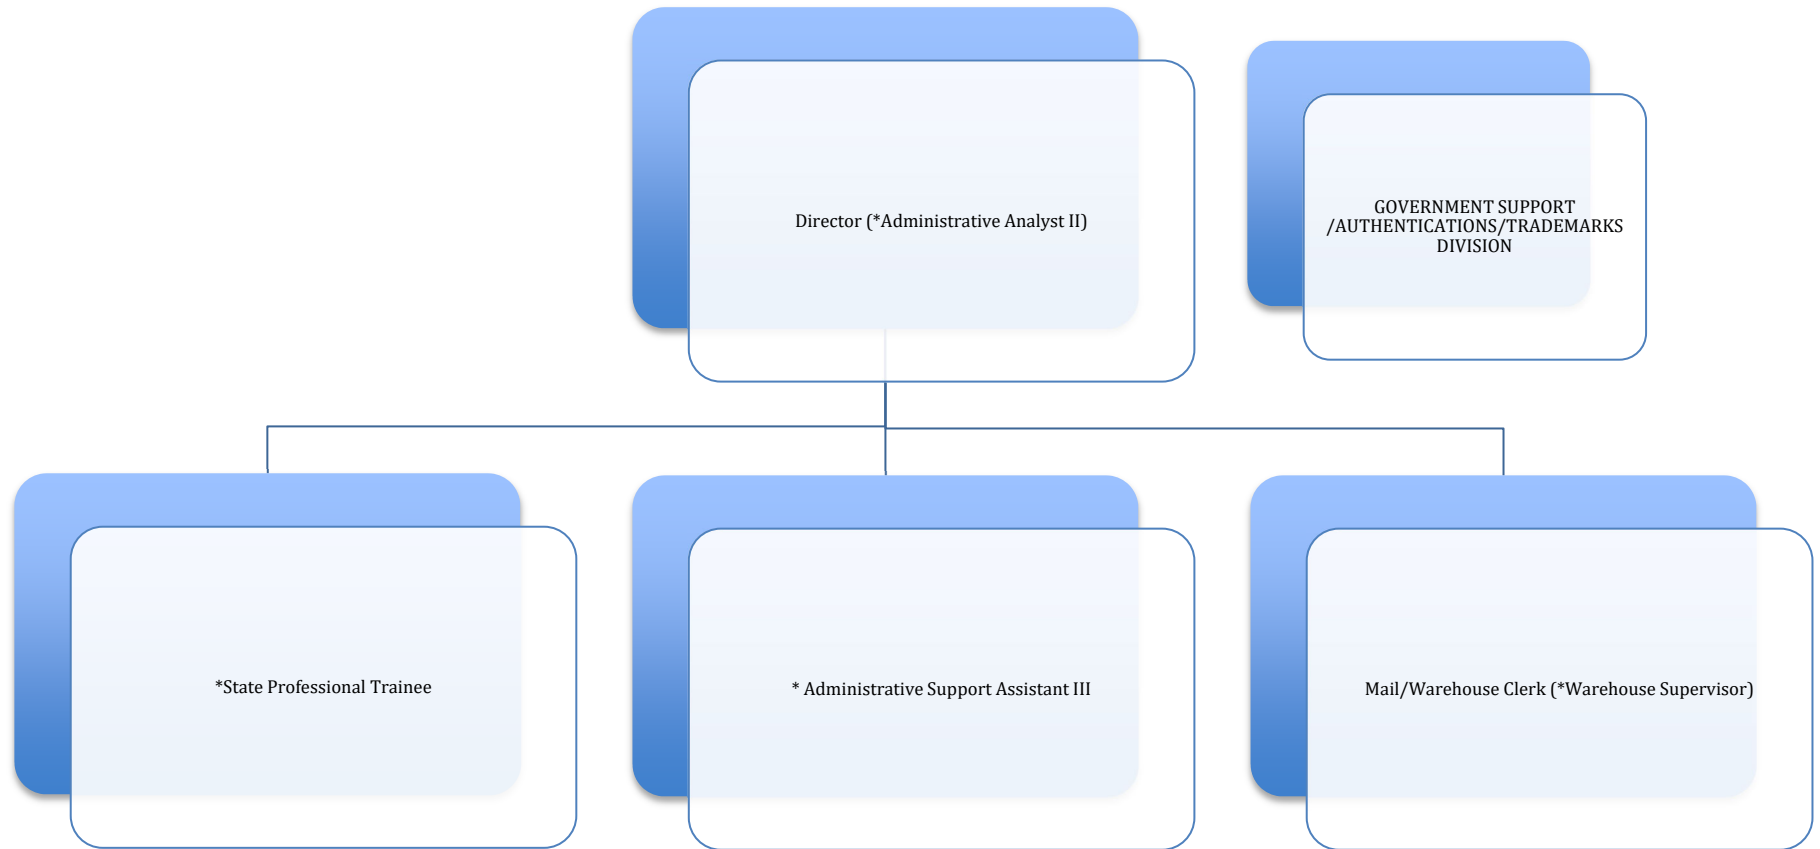 Director (*Administrative Analyst II)
GOVERNMENT SUPPORT
/AUTHENTICATIONS/TRADEMARKS
DIVISION
*State Professional Trainee
* Administrative Support Assistant III
Mail/Warehouse Clerk (*Warehouse Supervisor)